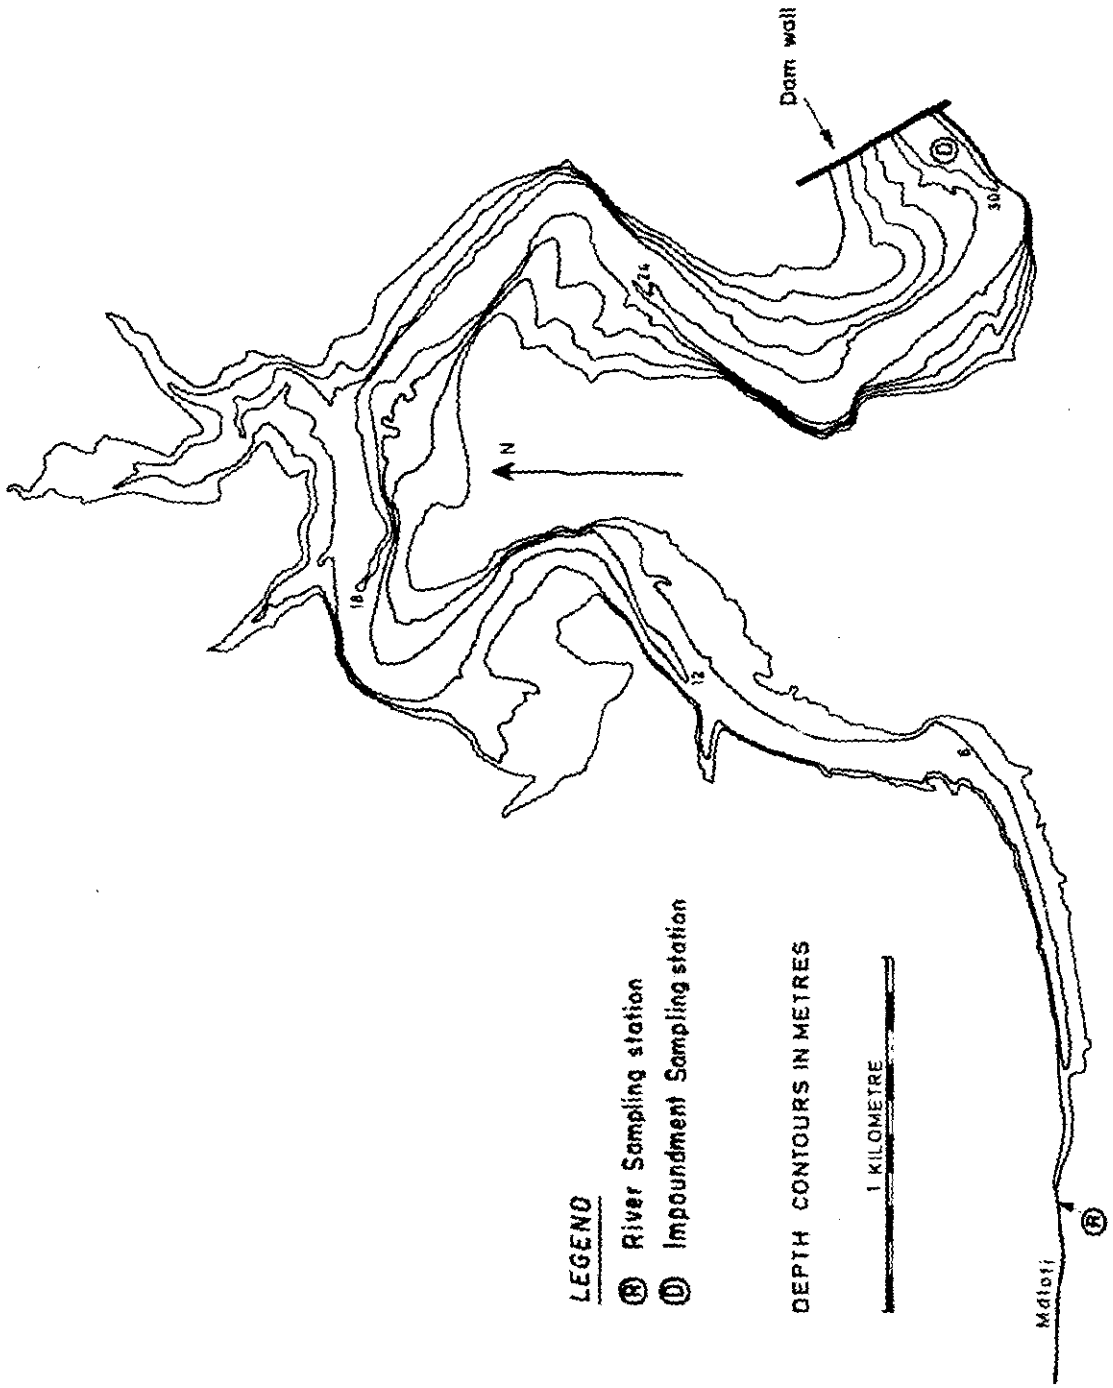 Dam wall
D
30
24
N
18
12
6
LEGEND
R River Sampling station
D Impoundment Sampling station
DEPTH CONTOURS IN METRES
1 KILOMETRE
Mdloti
R